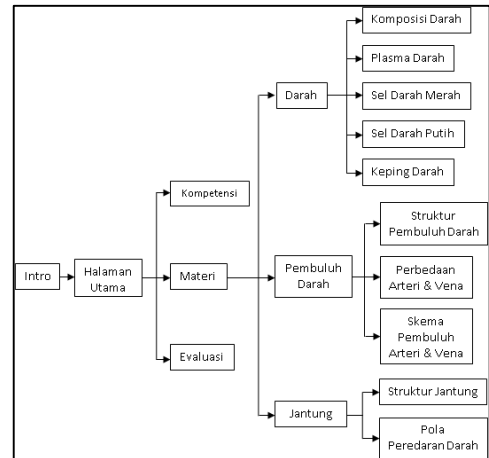 Komposisi Darah
Plasma Darah
Darah
Sel Darah Merah
Sel Darah Putih
Keping Darah
Kompetensi
Struktur
Pembuluh Darah
Intro
Halaman
Utama
Materi
Pembuluh
Darah
Perbedaan
Arteri & Vena
Skema
Pembuluh
Arteri & Vena
Evaluasi
Struktur Jantung
Jantung
Pola
Peredaran Darah